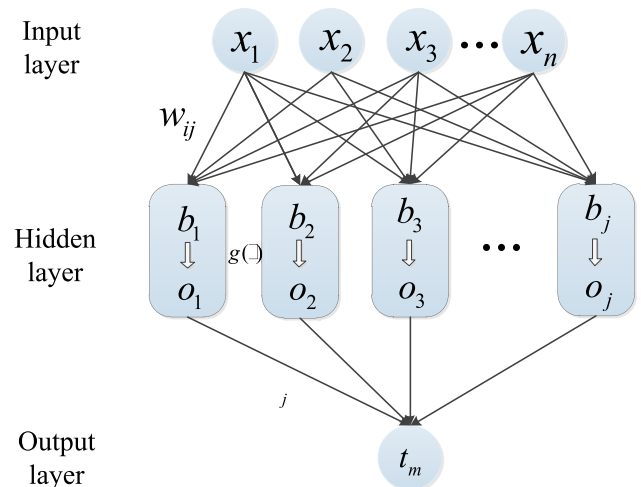 Input
layer
x1 x2 x3 ••• xn
wij
Hidden
layer
b1 b2 b3 bj
g(□) •••
o1 o2 o3 oj
j
Output
layer
tm